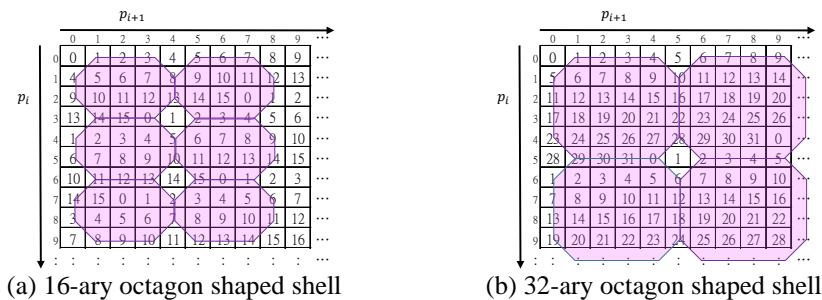 p_{i+1}
0 1 2 3 4 5 6 7 8 9 ...
p_i
0 0 1 2 3 4 5 6 7 8 9 ...
1 4 5 6 7 8 9 10 11 12 13 ...
2 9 10 11 12 13 14 15 0 1 2 ...
3 13 14 15 0 1 2 3 4 5 6 ...
4 1 2 3 4 5 6 7 8 9 10 ...
5 6 7 8 9 10 11 12 13 14 15 ...
6 10 11 12 13 14 15 0 1 2 3 ...
7 14 15 0 1 2 3 4 5 6 7 ...
8 3 4 5 6 7 8 9 10 11 12 ...
9 7 8 9 10 11 12 13 14 15 16 ...
(a) 16-ary octagon shaped shell
p_{i+1}
0 1 2 3 4 5 6 7 8 9 ...
p_i
0 0 1 2 3 4 5 6 7 8 9 ...
1 5 6 7 8 9 10 11 12 13 14 ...
2 11 12 13 14 15 16 17 18 19 20 ...
3 17 18 19 20 21 22 23 24 25 26 ...
4 23 24 25 26 27 28 29 30 31 0 ...
5 28 29 30 31 0 1 2 3 4 5 ...
6 1 2 3 4 5 6 7 8 9 10 ...
7 7 8 9 10 11 12 13 14 15 16 ...
8 13 14 15 16 17 18 19 20 21 22 ...
9 19 20 21 22 23 24 25 26 27 28 ...
(b) 32-ary octagon shaped shell